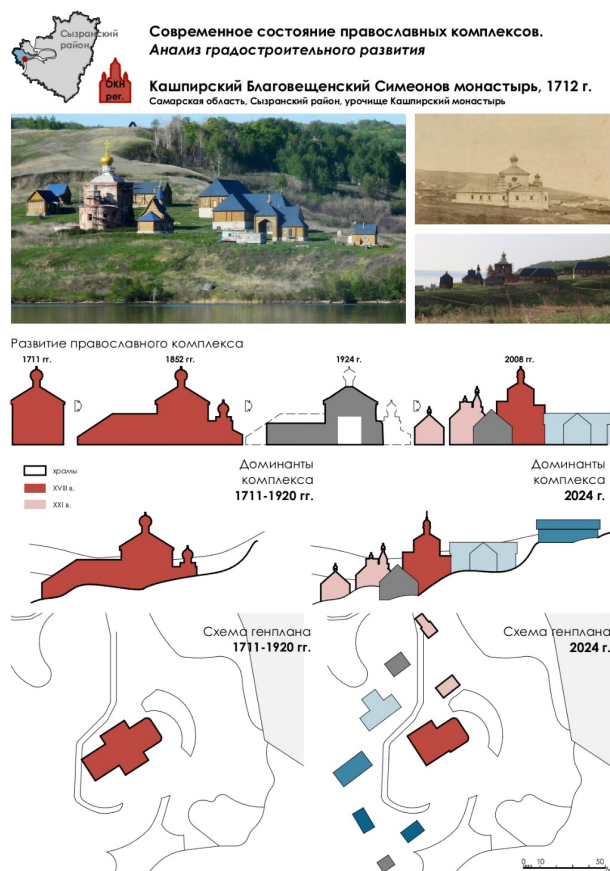 Сызранский
район
ОКН
рег.
Современное состояние православных комплексов.
Анализ градостроительного развития
Кашпирский Благовещенский Симеонов монастырь, 1712 г.
Самарская область, Сызранский район, урочище Кашпирский монастырь
Развитие православного комплекса
1711 гг.
1852 гг.
1924 гг.
2008 гг.
храмы
XVIII в.
XXI в.
Доминанты
комплекса
1711-1920 гг.
Доминанты
комплекса
2024 г.
Схема генплана
1711-1920 гг.
Схема генплана
2024 г.
0 10 50